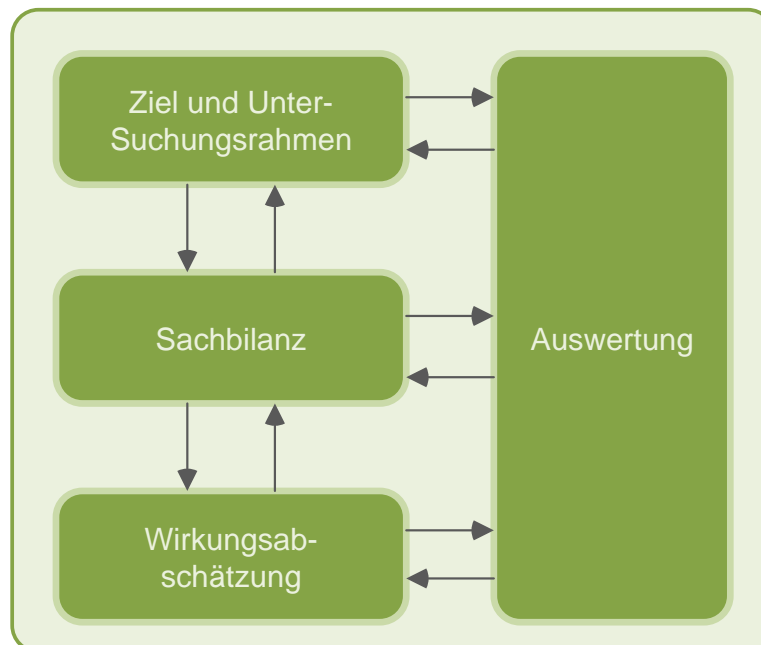 Ziel und Unter-
Suchungsrahmen
Sachbilanz
Auswertung
Wirkungsab-
schätzung